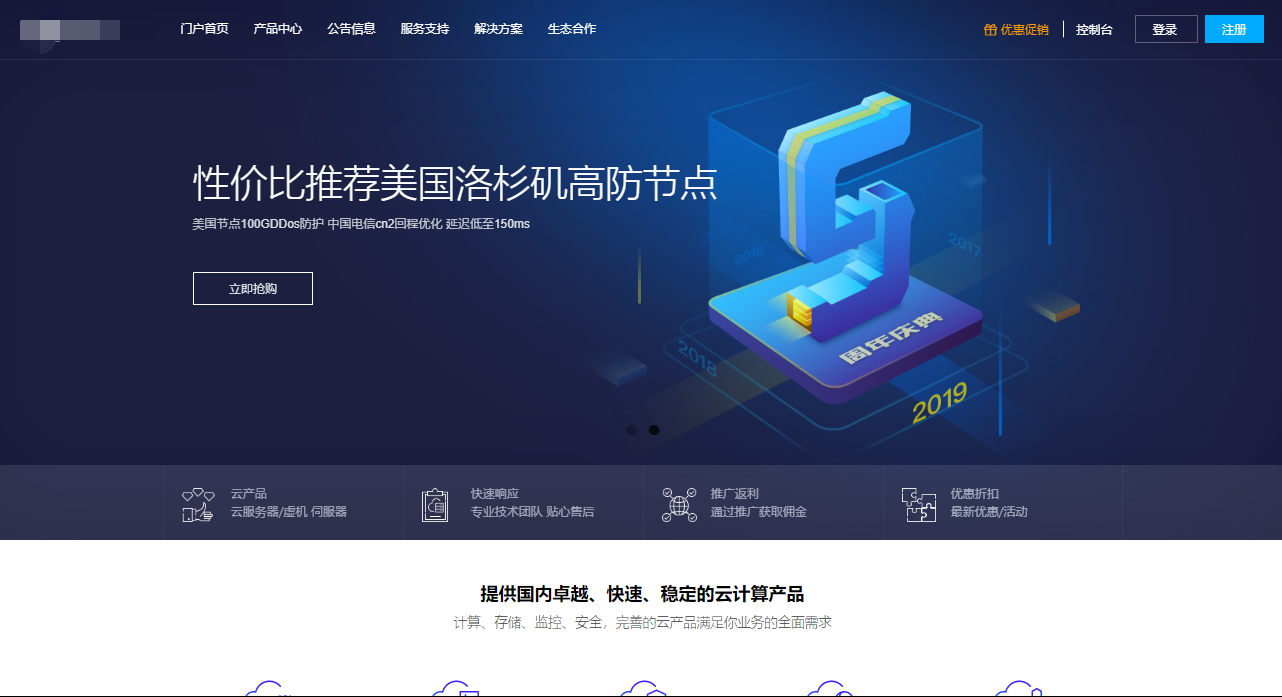 门户首页 产品中心 公告信息 服务支持 解决方案 生态合作 优惠促销 控制台 登录 注册
性价比推荐美国洛杉矶高防节点
美国节点100GDDos防护 中国电信cn2回程优化 延迟低至150ms
立即抢购
2015
2016
2017
周年庆典
2018
2019
云产品
云服务器/虚机 伺服器
快速响应
专业技术团队 贴心售后
推广返利
通过推广获取佣金
优惠折扣
最新优惠/活动
提供国内卓越、快速、稳定的云计算产品
计算、存储、监控、安全，完善的云产品满足你业务的全面需求